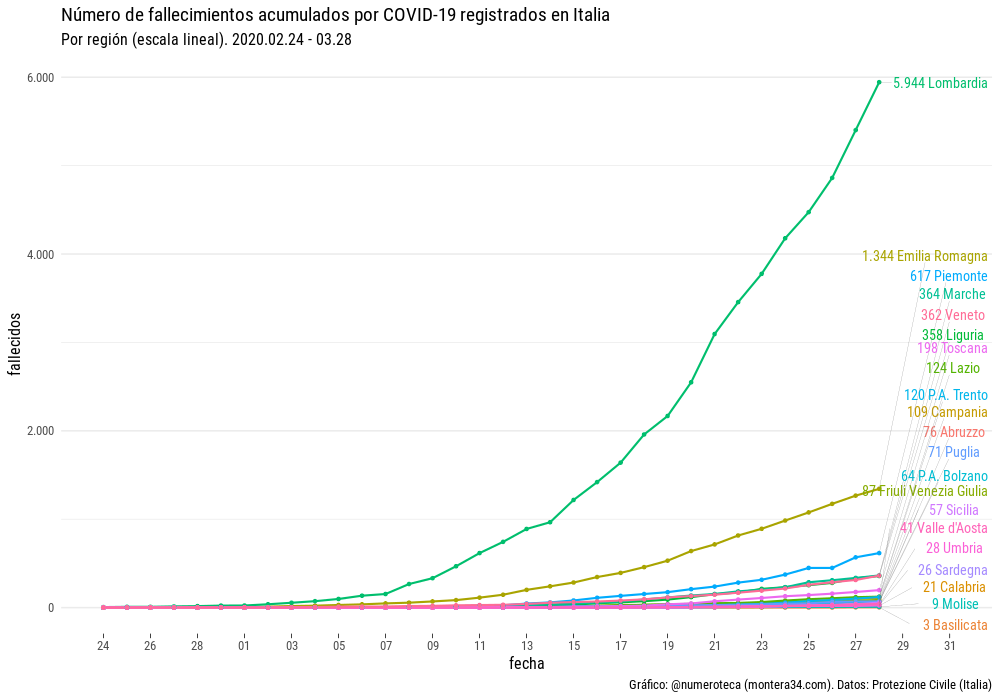 Número de fallecimientos acumulados por COVID-19 registrados en Italia
Por región (escala lineal). 2020.02.24 - 03.28
6.000
4.000
2.000
0
fallecidos
5.944 Lombardia
1.344 Emilia Romagna
617 Piemonte
364 Marche
362 Veneto
358 Liguria
198 Toscana
124 Lazio
120 P.A. Trento
109 Campania
76 Abruzzo
71 Puglia
64 P.A. Bolzano
87 Friuli Venezia Giulia
57 Sicilia
41 Valle d'Aosta
28 Umbria
26 Sardegna
21 Calabria
9 Molise
3 Basilicata
24 26 28 01 03 05 07 09 11 13 15 17 19 21 23 25 27 29 31
fecha
Gráfico: @numeroteca (montera34.com). Datos: Protezione Civile (Italia)